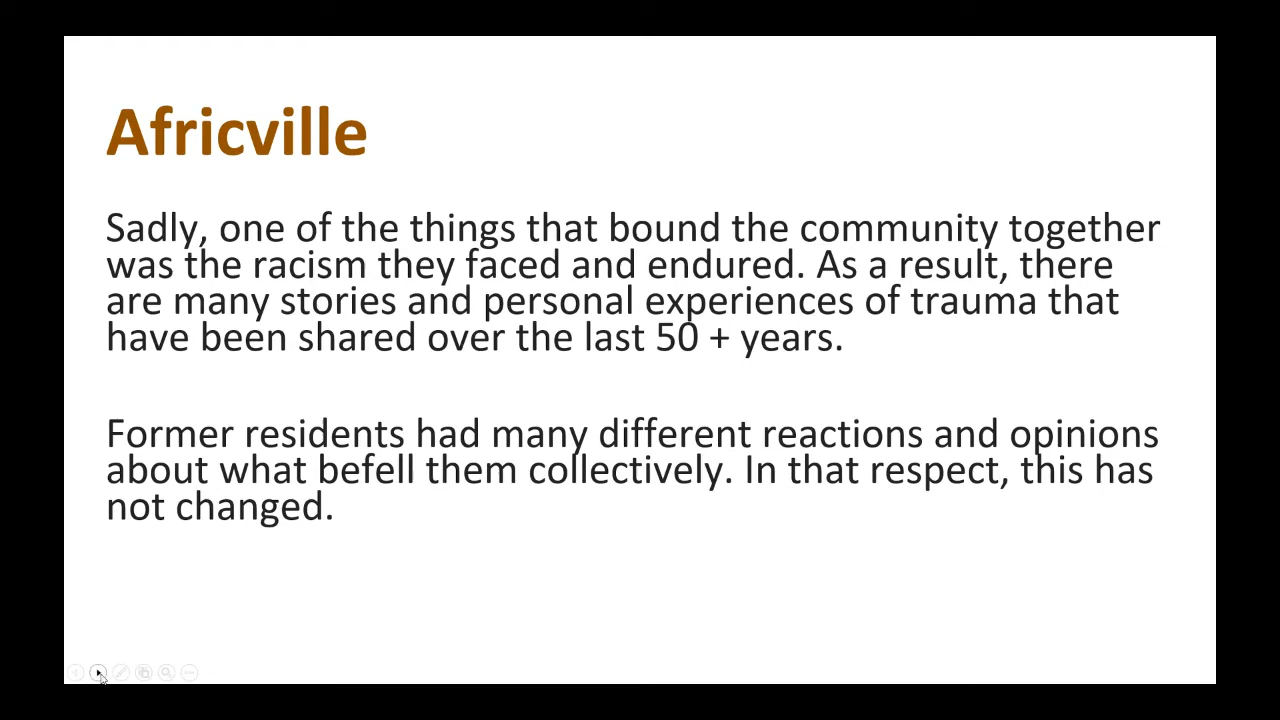 Africville
Sadly, one of the things that bound the community together
was the racism they faced and endured. As a result, there
are many stories and personal experiences of trauma that
have been shared over the last 50 + years.
Former residents had many different reactions and opinions
about what befell them collectively. In that respect, this has
not changed.